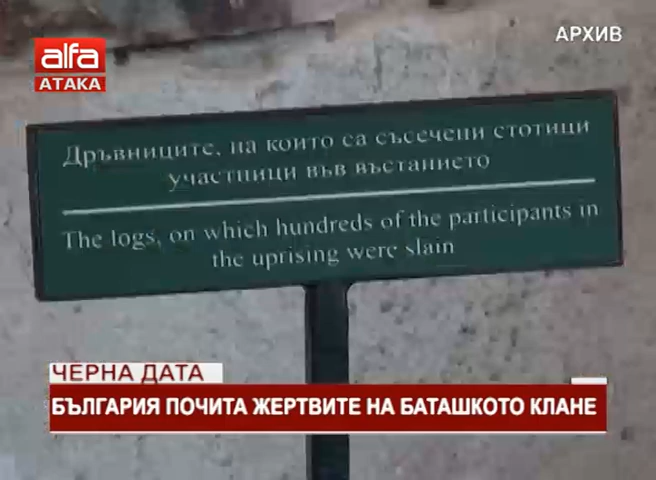 alfa
АТАКА
АРХИВ
Дръвниците, на които са съсечени стотици
участници във въстанието
The logs, on which hundreds of the participants in
the uprising were slain
ЧЕРНА ДАТА
БЪЛГАРИЯ ПОЧИТА ЖЕРТВИТЕ НА БАТАШКОТО КЛАНЕ